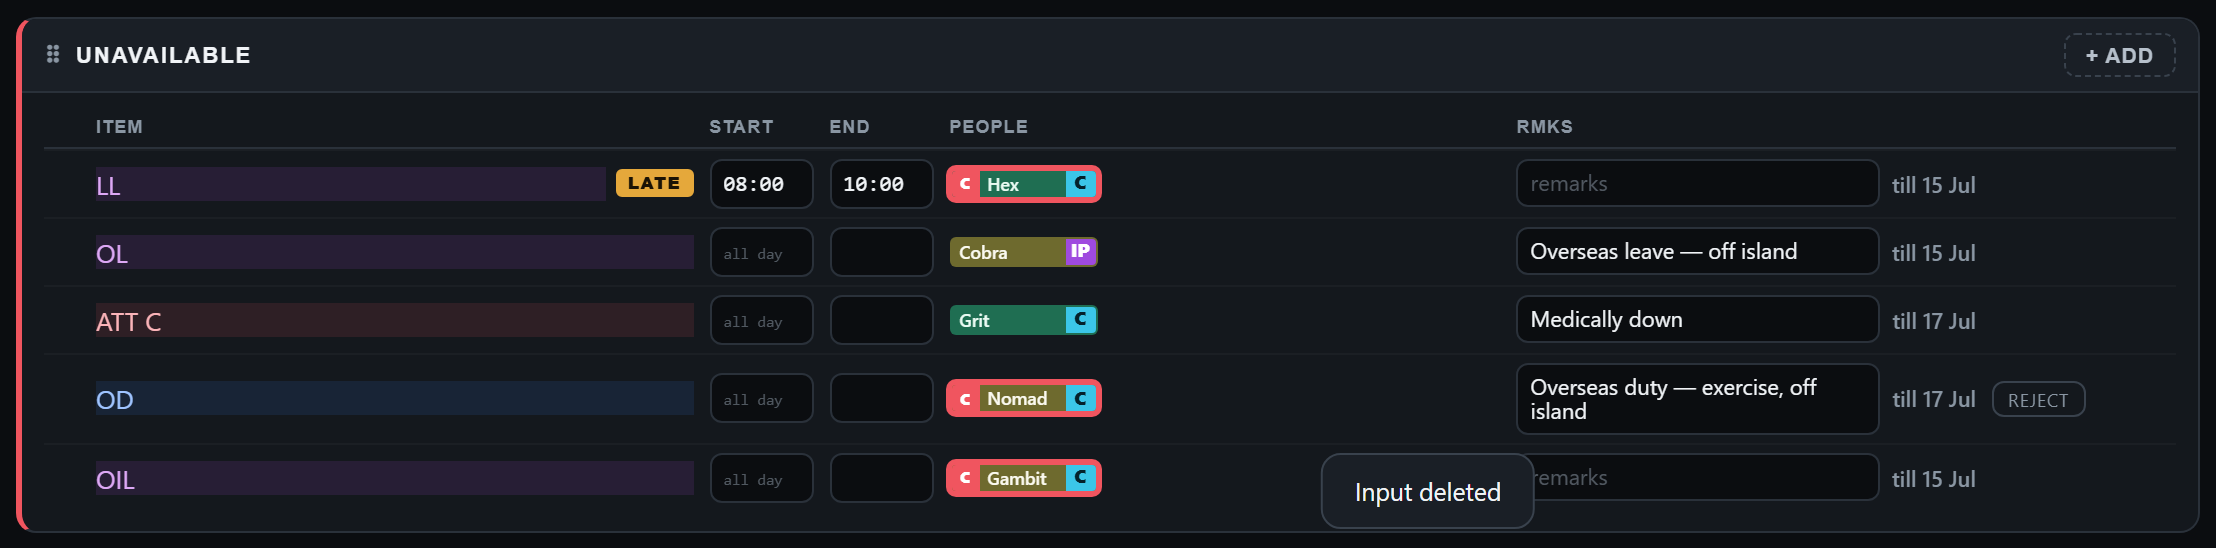 UNAVAILABLE
+ ADD
ITEM START END PEOPLE RMKS
LL LATE 08:00 10:00 C Hex C remarks till 15 Jul
OL all day Cobra IP Overseas leave — off island till 15 Jul
ATT C all day Grit C Medically down till 17 Jul
OD all day C Nomad C Overseas duty — exercise, off
island till 17 Jul REJECT
OIL all day C Gambit C remarks till 15 Jul
Input deleted